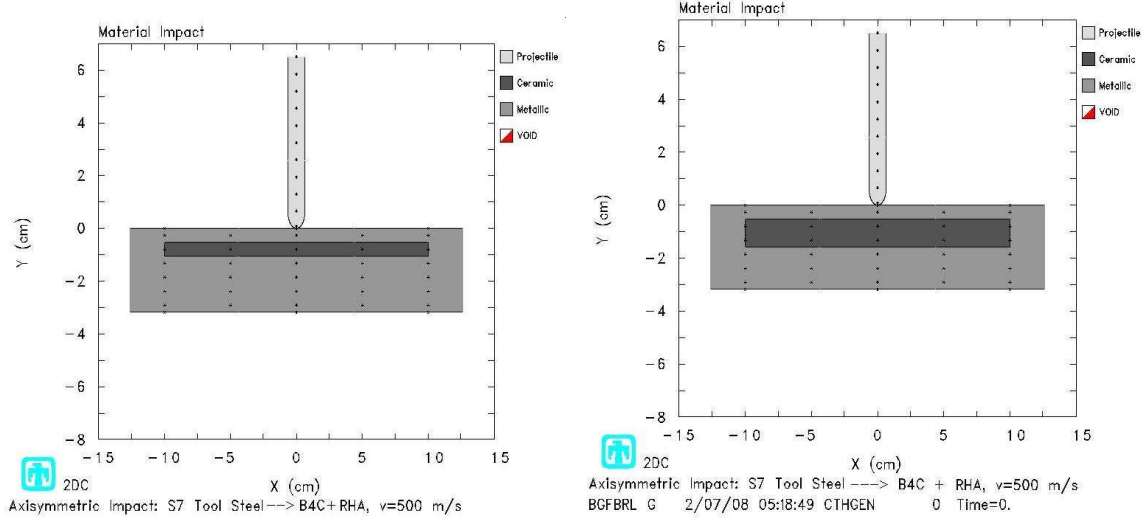 Material Impact
Projectile
Ceramic
Metallic
VOID
Y (cm)
6
4
2
0
-2
-4
-6
-8
-15 -10 -5 0 5 10 15
X (cm)
2DC
Axisymmetric Impact: S7 Tool Steel--->B4C+RHA, v=500 m/s
Material Impact
Projectile
Ceramic
Metallic
VOID
Y (cm)
6
4
2
0
-2
-4
-6
-8
-15 -10 -5 0 5 10 15
X (cm)
2DC
Axisymmetric Impact: S7 Tool Steel ----> B4C + RHA, v=500 m/s
BGFBRL G 2/07/08 05:18:49 CTHGEN 0 Time=0.